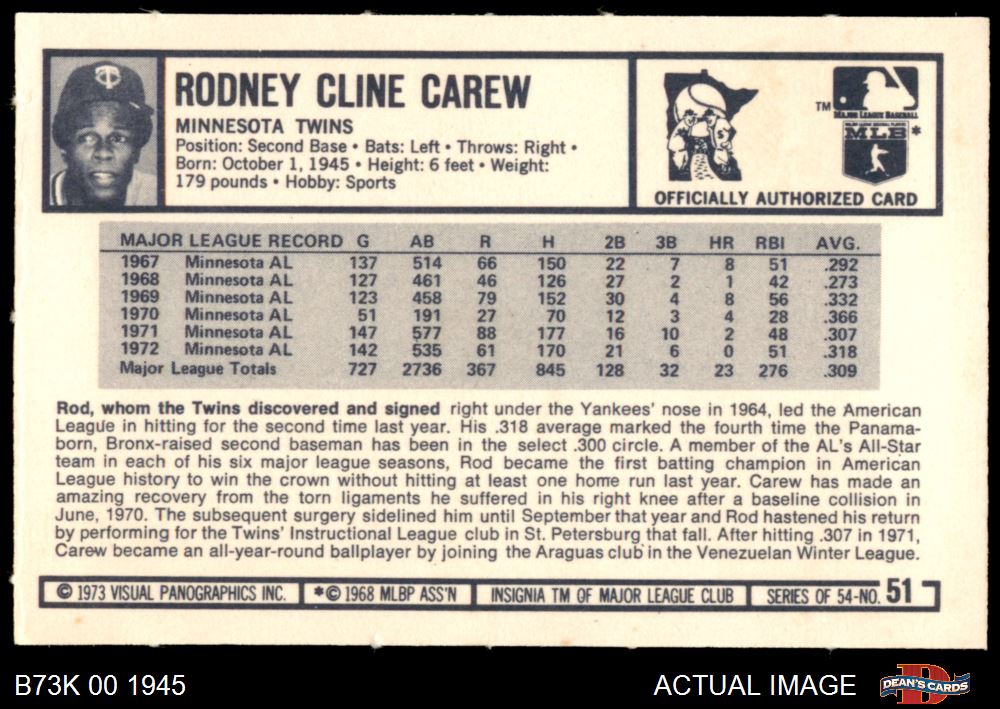 RODNEY CLINE CAREW
MINNESOTA TWINS
Position: Second Base • Bats: Left • Throws: Right •
Born: October 1, 1945 • Height: 6 feet • Weight:
179 pounds • Hobby: Sports
TM
MAJOR LEAGUE BASEBALL
MLB*
OFFICIALLY AUTHORIZED CARD
MAJOR LEAGUE RECORD G AB R H 2B 3B HR RBI AVG.
1967 Minnesota AL 137 514 66 150 22 7 8 51 .292
1968 Minnesota AL 127 461 46 126 27 2 1 42 .273
1969 Minnesota AL 123 458 79 152 30 4 8 56 .332
1970 Minnesota AL 51 191 27 70 12 3 4 28 .366
1971 Minnesota AL 147 577 88 177 16 10 2 48 .307
1972 Minnesota AL 142 535 61 170 21 6 0 51 .318
Major League Totals 727 2736 367 845 128 32 23 276 .309
Rod, whom the Twins discovered and signed right under the Yankees' nose in 1964, led the American
League in hitting for the second time last year. His .318 average marked the fourth time the Panama-
born, Bronx-raised second baseman has been in the select .300 circle. A member of the AL's All-Star
team in each of his six major league seasons, Rod became the first batting champion in American
League history to win the crown without hitting at least one home run last year. Carew has made an
amazing recovery from the torn ligaments he suffered in his right knee after a baseline collision in
June, 1970. The subsequent surgery sidelined him until September that year and Rod hastened his return
by performing for the Twins' Instructional League club in St. Petersburg that fall. After hitting .307 in 1971,
Carew became an all-year-round ballplayer by joining the Araguas club in the Venezuelan Winter League.
© 1973 VISUAL PANOGRAPHICS INC. *© 1968 MLBP ASS'N INSIGNIA TM OF MAJOR LEAGUE CLUB SERIES OF 54-NO. 51
B73K 00 1945 ACTUAL IMAGE DEAN'S CARDS